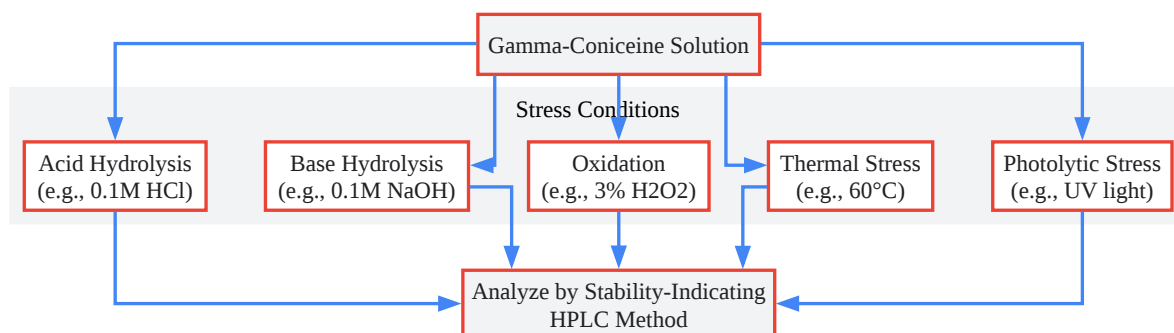 Gamma-Coniceine Solution
Stress Conditions
Acid Hydrolysis
(e.g., 0.1M HCl)
Base Hydrolysis
(e.g., 0.1M NaOH)
Oxidation
(e.g., 3% H2O2)
Thermal Stress
(e.g., 60°C)
Photolytic Stress
(e.g., UV light)
Analyze by Stability-Indicating
HPLC Method